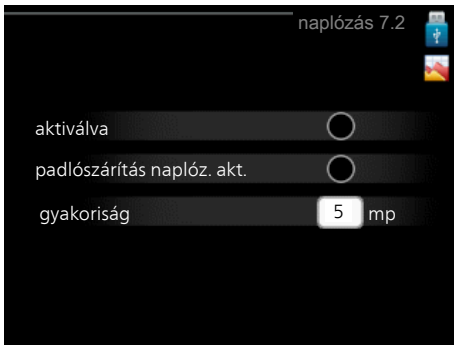 naplózás 7.2
aktiválva
padlószárítás naplóz. akt.
gyakoriság 5 mp